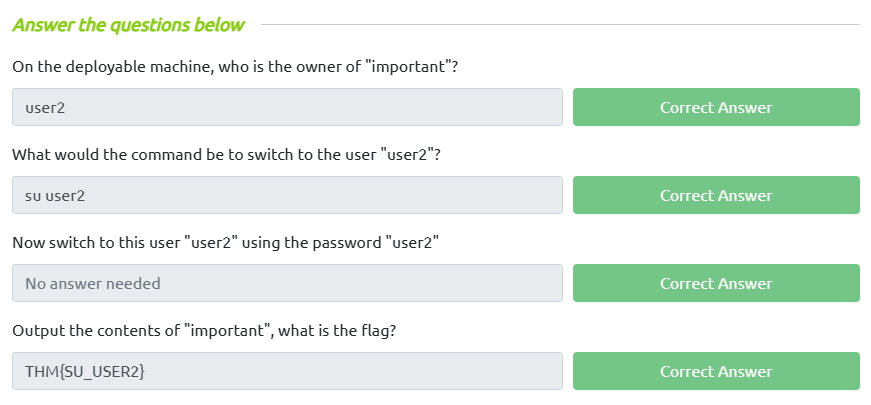 Answer the questions below
On the deployable machine, who is the owner of "important"?
user2
Correct Answer
What would the command be to switch to the user "user2"?
su user2
Correct Answer
Now switch to this user "user2" using the password "user2"
No answer needed
Correct Answer
Output the contents of "important", what is the flag?
THM{SU_USER2}
Correct Answer